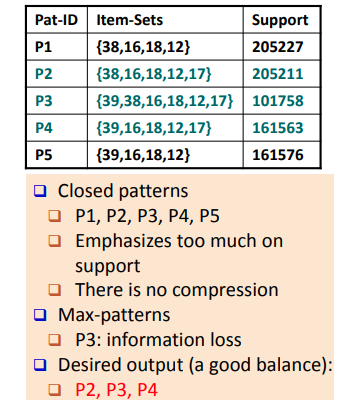 Pat-ID Item-Sets Support
P1 {38,16,18,12} 205227
P2 {38,16,18,12,17} 205211
P3 {39,38,16,18,12,17} 101758
P4 {39,16,18,12,17} 161563
P5 {39,16,18,12} 161576
Closed patterns
P1, P2, P3, P4, P5
Emphasizes too much on
support
There is no compression
Max-patterns
P3: information loss
Desired output (a good balance):
P2, P3, P4